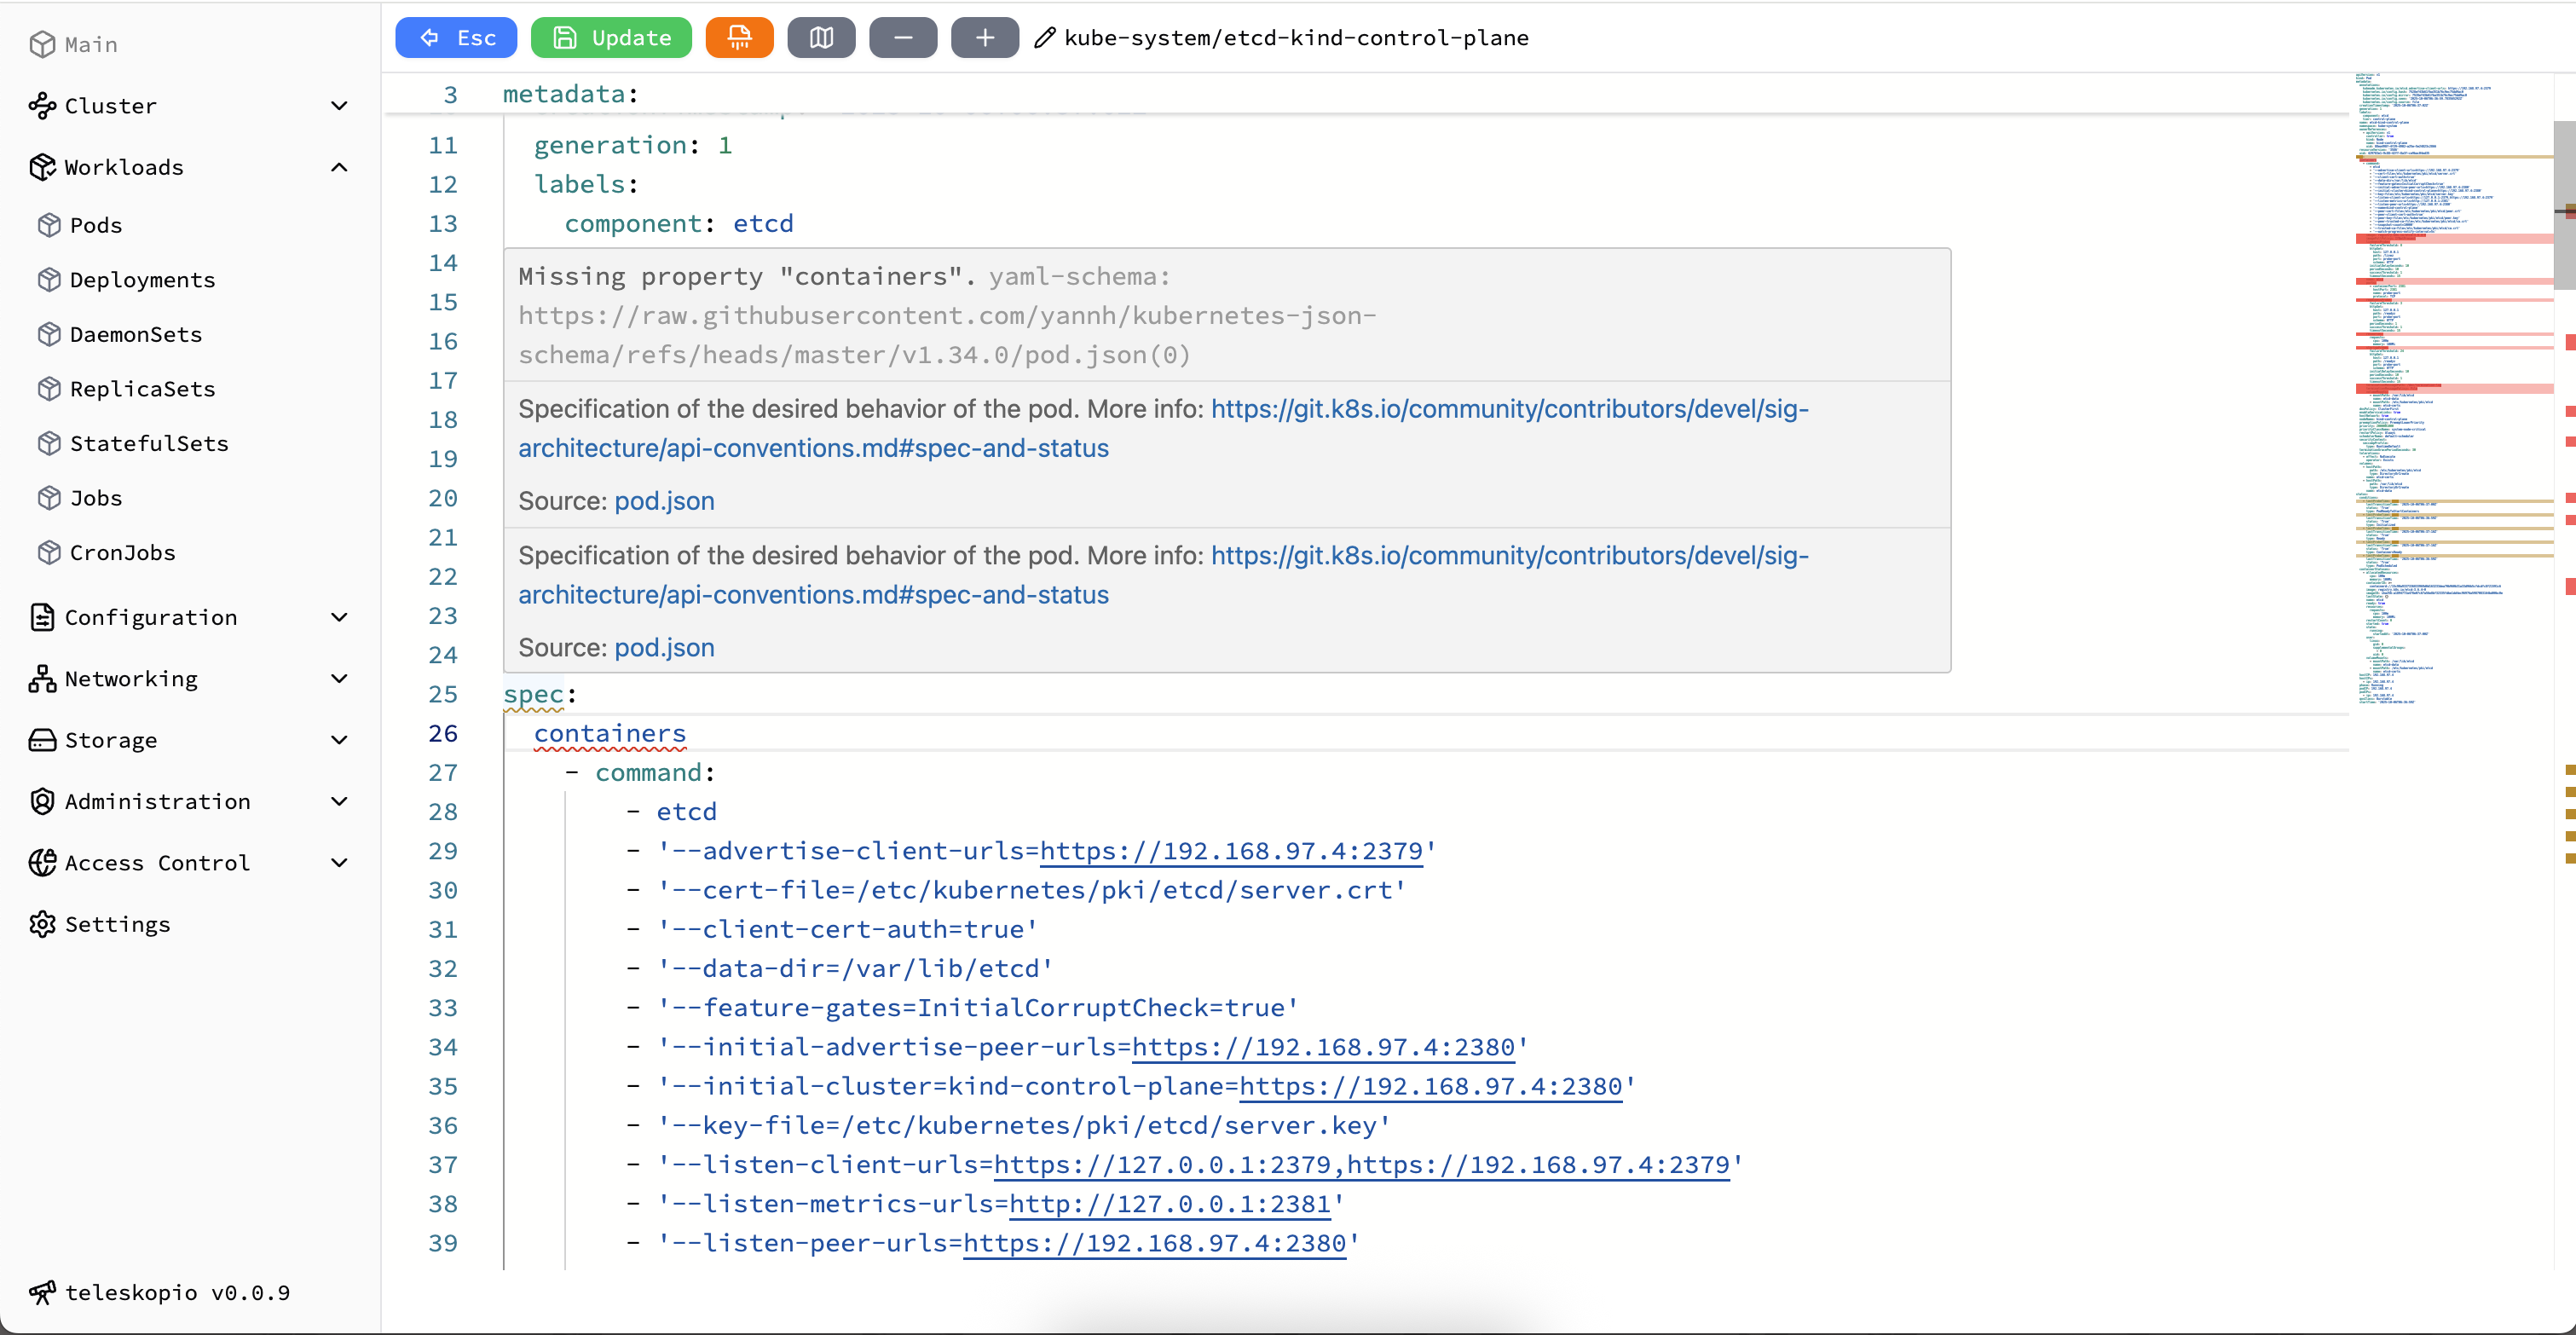 Main
Cluster
Workloads
Pods
Deployments
DaemonSets
ReplicaSets
StatefulSets
Jobs
CronJobs
Configuration
Networking
Storage
Administration
Access Control
Settings
teleskopio v0.0.9
Esc Update kube-system/etcd-kind-control-plane
3 metadata:
11 generation: 1
12 labels:
13 component: etcd
14
15
16
17
18
19
20
21
22
23
24
Missing property "containers". yaml-schema:
https://raw.githubusercontent.com/yannh/kubernetes-json-
schema/refs/heads/master/v1.34.0/pod.json(0)
Specification of the desired behavior of the pod. More info: https://git.k8s.io/community/contributors/devel/sig-
architecture/api-conventions.md#spec-and-status
Source: pod.json
Specification of the desired behavior of the pod. More info: https://git.k8s.io/community/contributors/devel/sig-
architecture/api-conventions.md#spec-and-status
Source: pod.json
25 spec:
26 containers
27 - command:
28 - etcd
29 - '--advertise-client-urls=https://192.168.97.4:2379'
30 - '--cert-file=/etc/kubernetes/pki/etcd/server.crt'
31 - '--client-cert-auth=true'
32 - '--data-dir=/var/lib/etcd'
33 - '--feature-gates=InitialCorruptCheck=true'
34 - '--initial-advertise-peer-urls=https://192.168.97.4:2380'
35 - '--initial-cluster=kind-control-plane=https://192.168.97.4:2380'
36 - '--key-file=/etc/kubernetes/pki/etcd/server.key'
37 - '--listen-client-urls=https://127.0.0.1:2379,https://192.168.97.4:2379'
38 - '--listen-metrics-urls=http://127.0.0.1:2381'
39 - '--listen-peer-urls=https://192.168.97.4:2380'